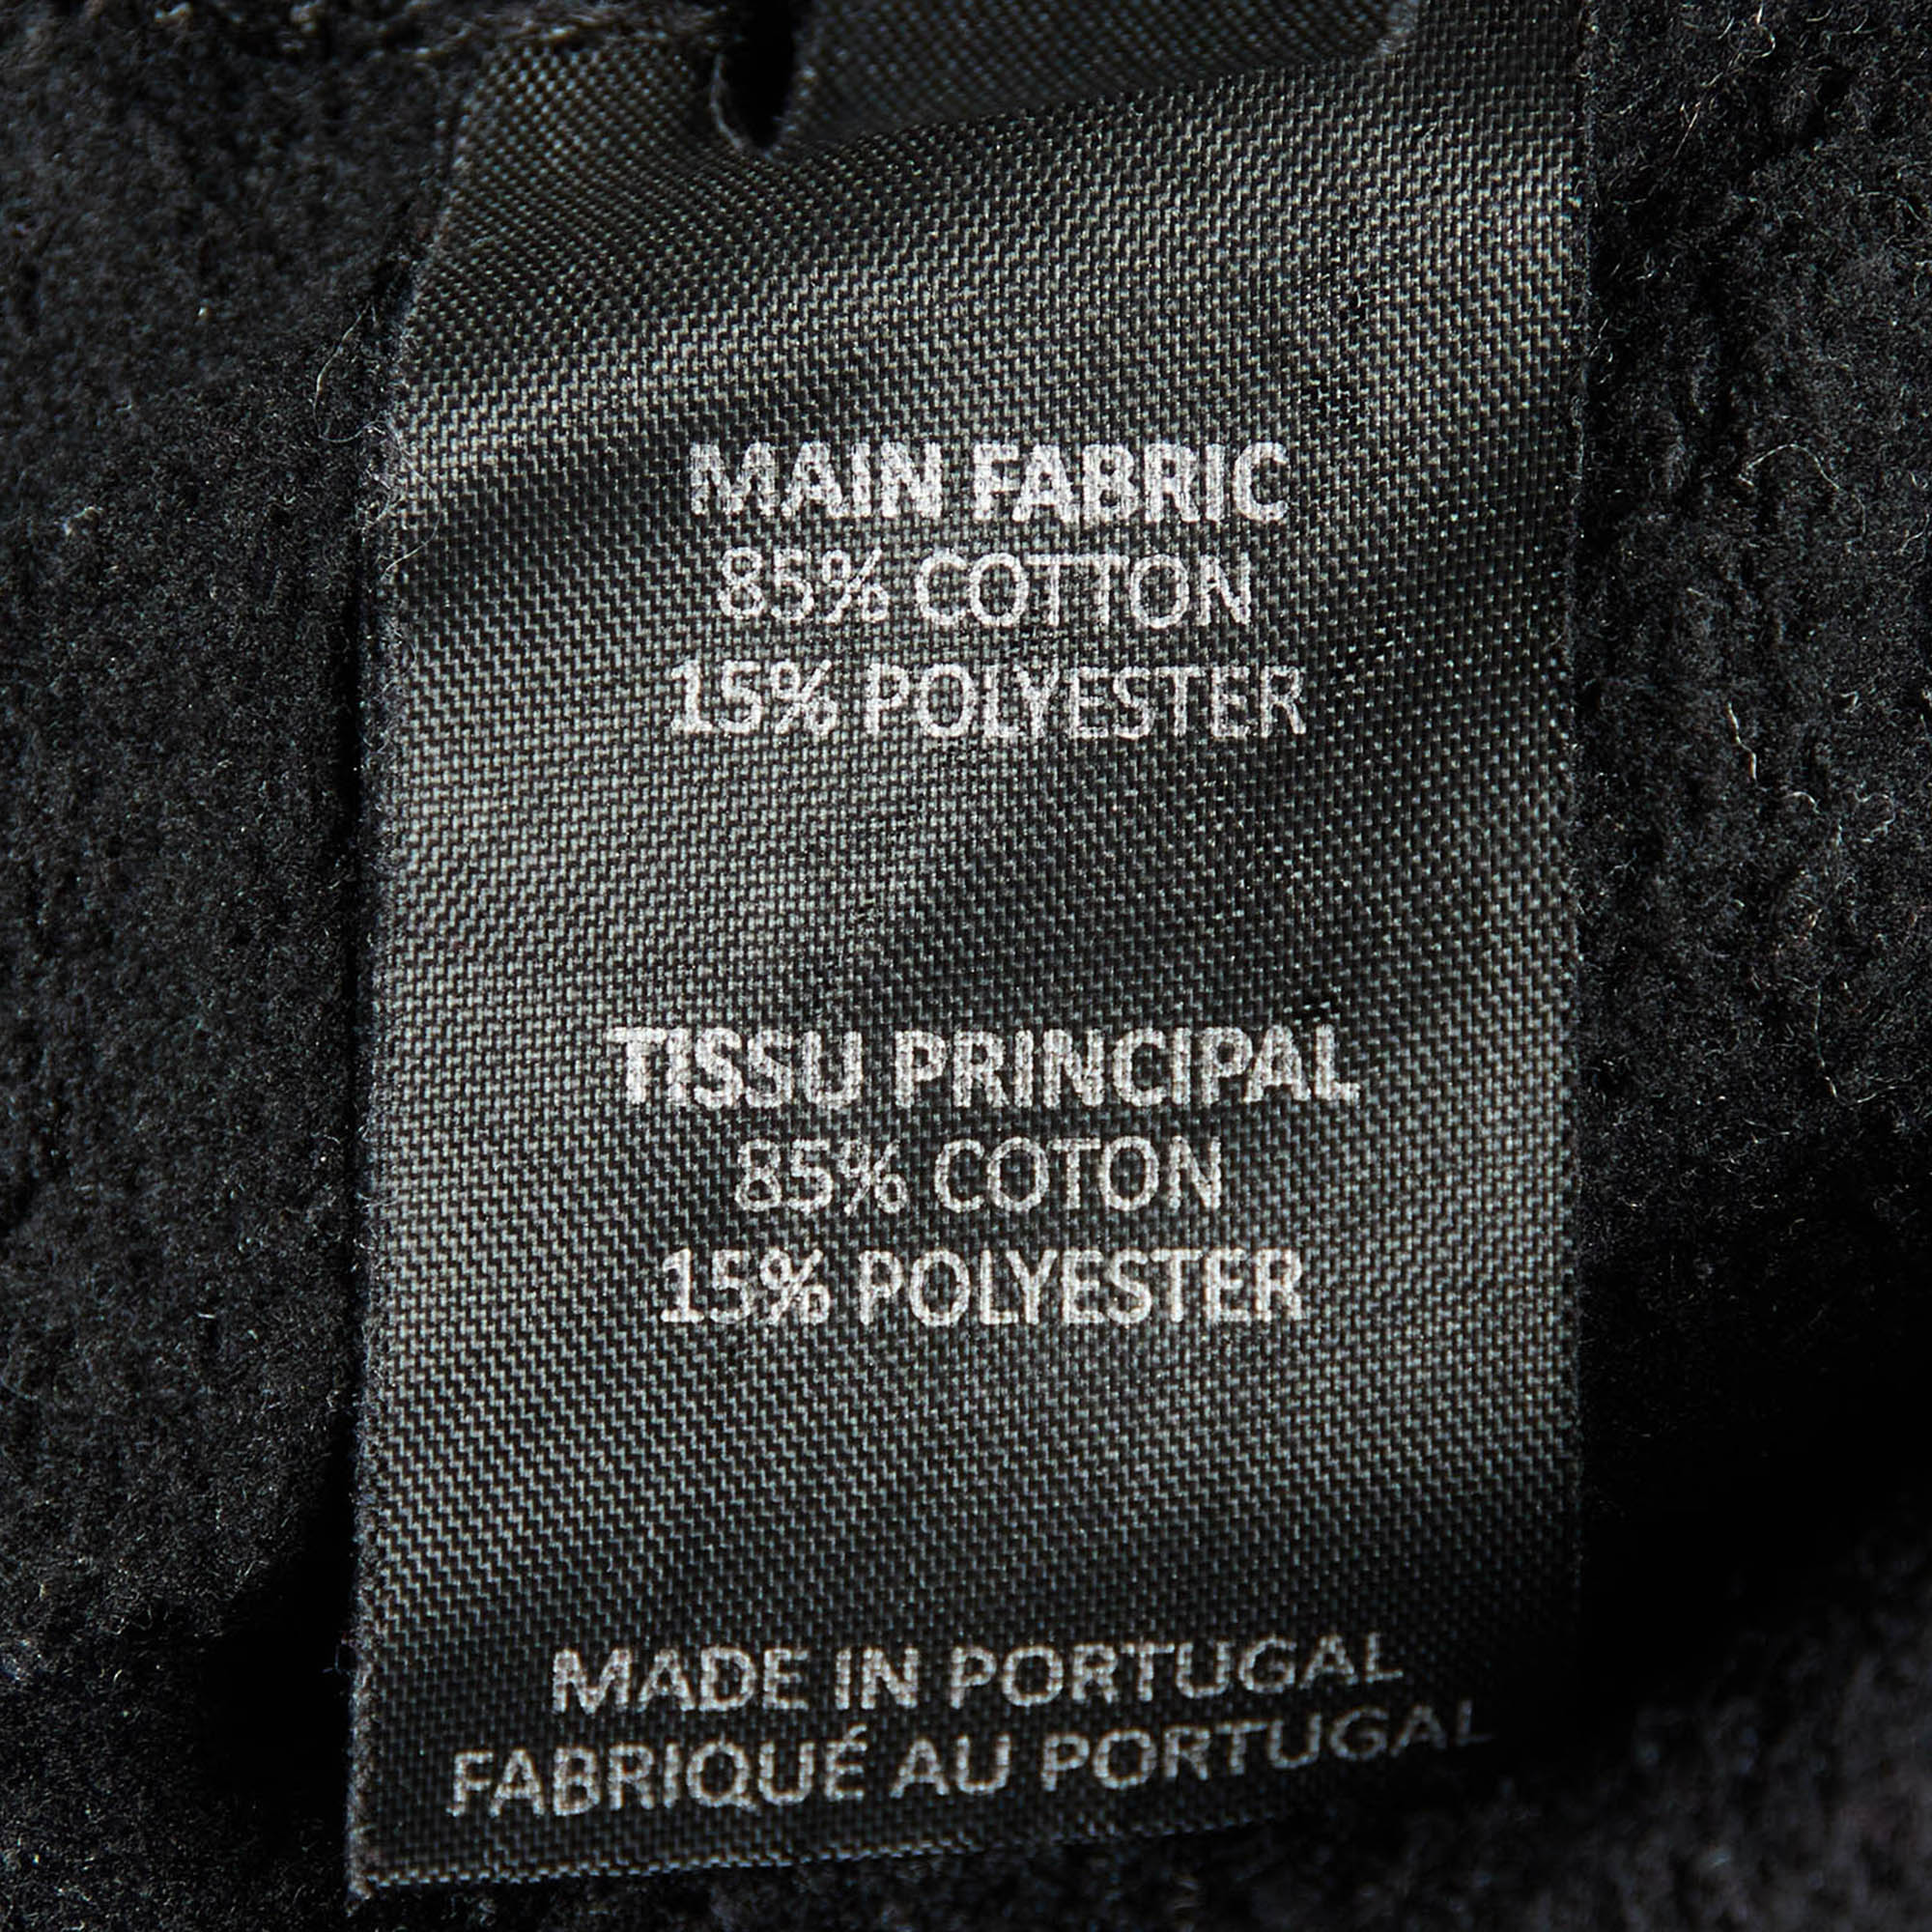 MAIN FABRIC
85% COTTON
15% POLYESTER
TISSU PRINCIPAL
85% COTON
15% POLYESTER
MADE IN PORTUGAL
FABRIQUÉ AU PORTUGAL